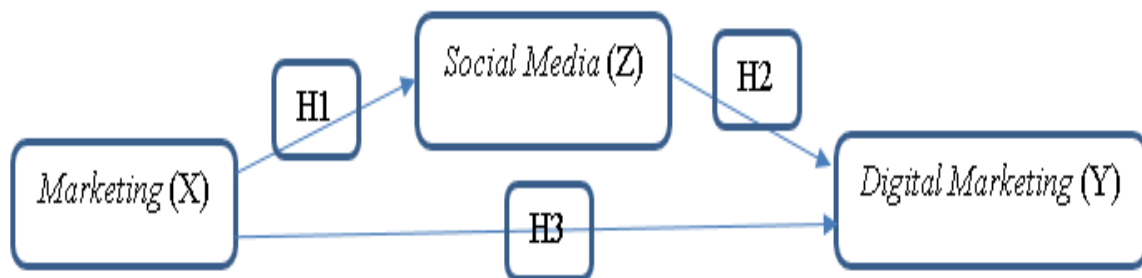 Social Media (Z)
H1
H2
Marketing (X)
Digital Marketing (Y)
H3